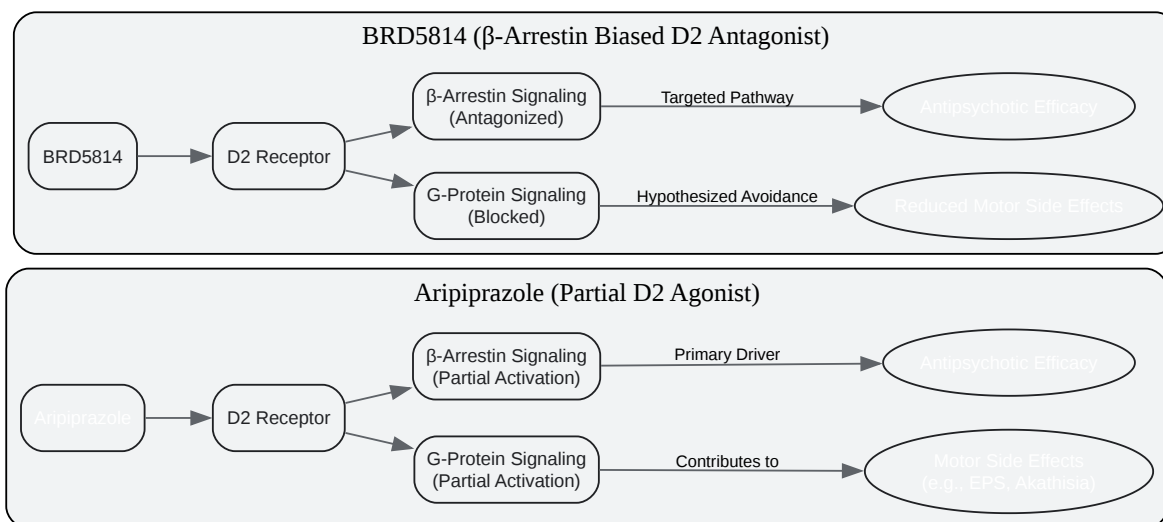 BRD5814 (β-Arrestin Biased D2 Antagonist)
β-Arrestin Signaling
(Antagonized)
Targeted Pathway
Antipsychotic Efficacy
BRD5814
D2 Receptor
G-Protein Signaling
(Blocked)
Hypothesized Avoidance
Reduced Motor Side Effects
Aripiprazole (Partial D2 Agonist)
β-Arrestin Signaling
(Partial Activation)
Primary Driver
Antipsychotic Efficacy
Aripiprazole
D2 Receptor
G-Protein Signaling
(Partial Activation)
Contributes to
Motor Side Effects
(e.g., EPS, Akathisia)